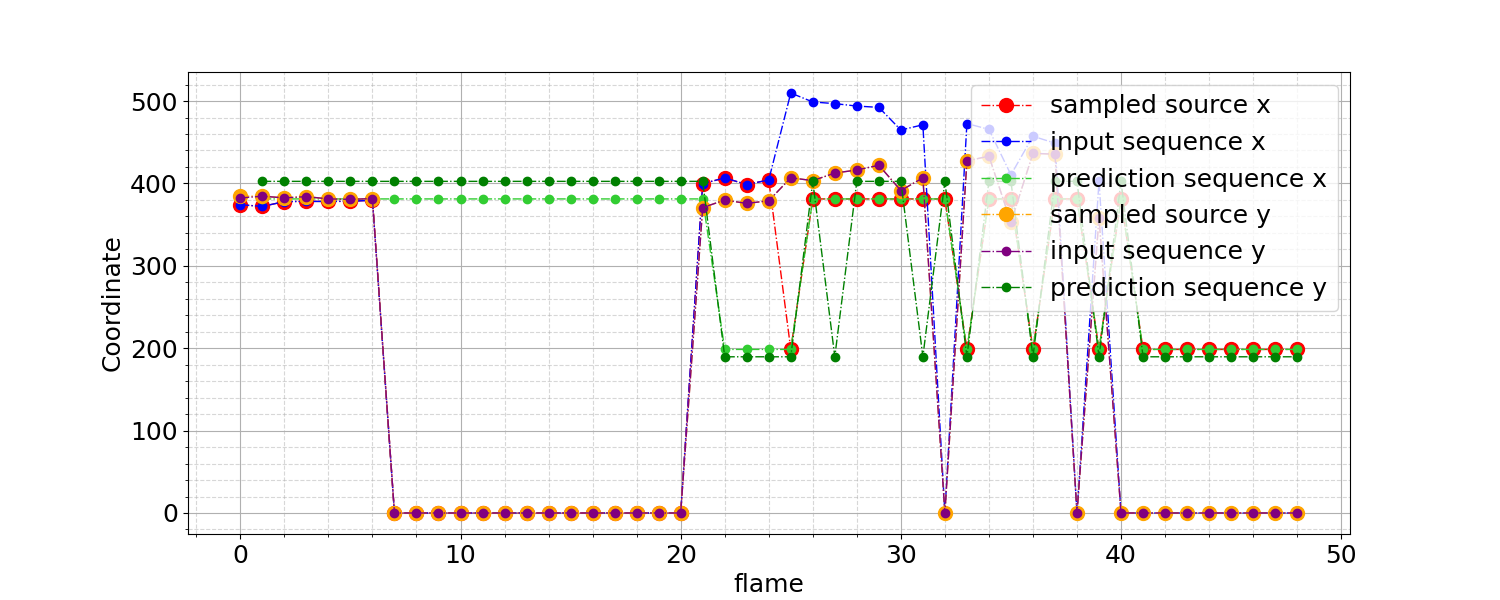 500
400
300
200
100
0
Coordinate
sampled source x
input sequence x
prediction sequence x
sampled source y
input sequence y
prediction sequence y
0 10 20 30 40 50
flame